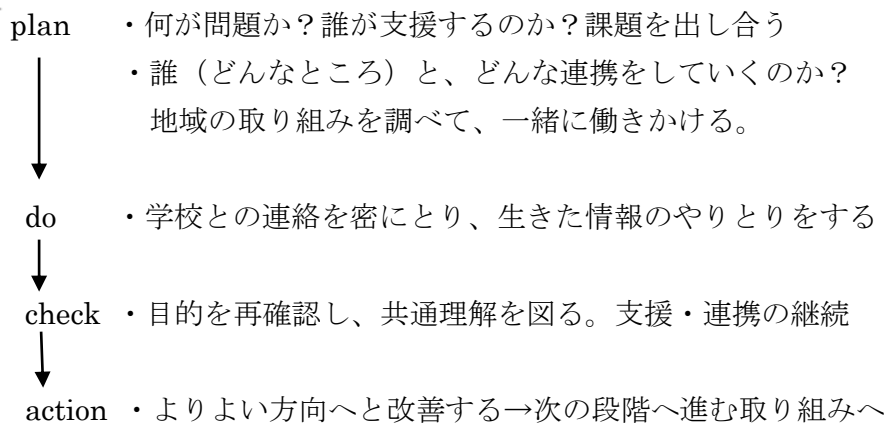 plan ・何が問題か？誰が支援するのか？課題を出し合う
・誰（どんなところ）と、どんな連携をしていくのか？
地域の取り組みを調べて、一緒に働きかける。
do ・学校との連絡を密にとり、生きた情報のやりとりをする
check ・目的を再確認し、共通理解を図る。支援・連携の継続
action ・よりよい方向へと改善する→次の段階へ進む取り組みへ